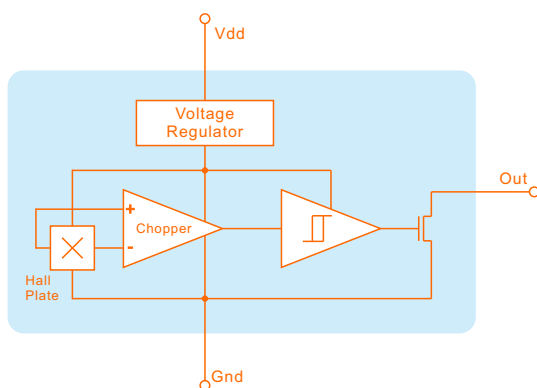 Vdd
Voltage
Regulator
Out
+
Chopper
-
Hall
Plate
Gnd